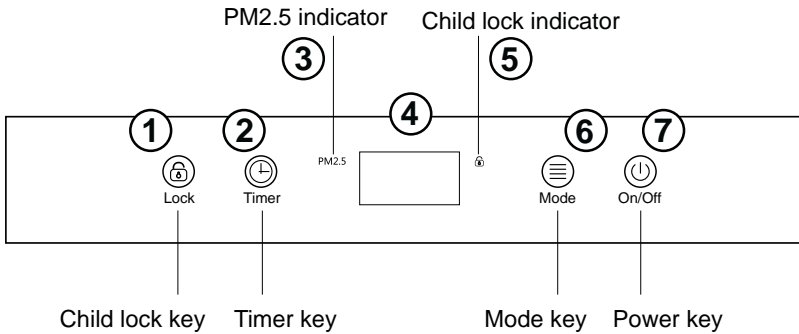 PM2.5 indicator
Child lock indicator
3
5
4
1
2
6
7
PM2.5
Lock
Timer
Mode
On/Off
Child lock key
Timer key
Mode key
Power key